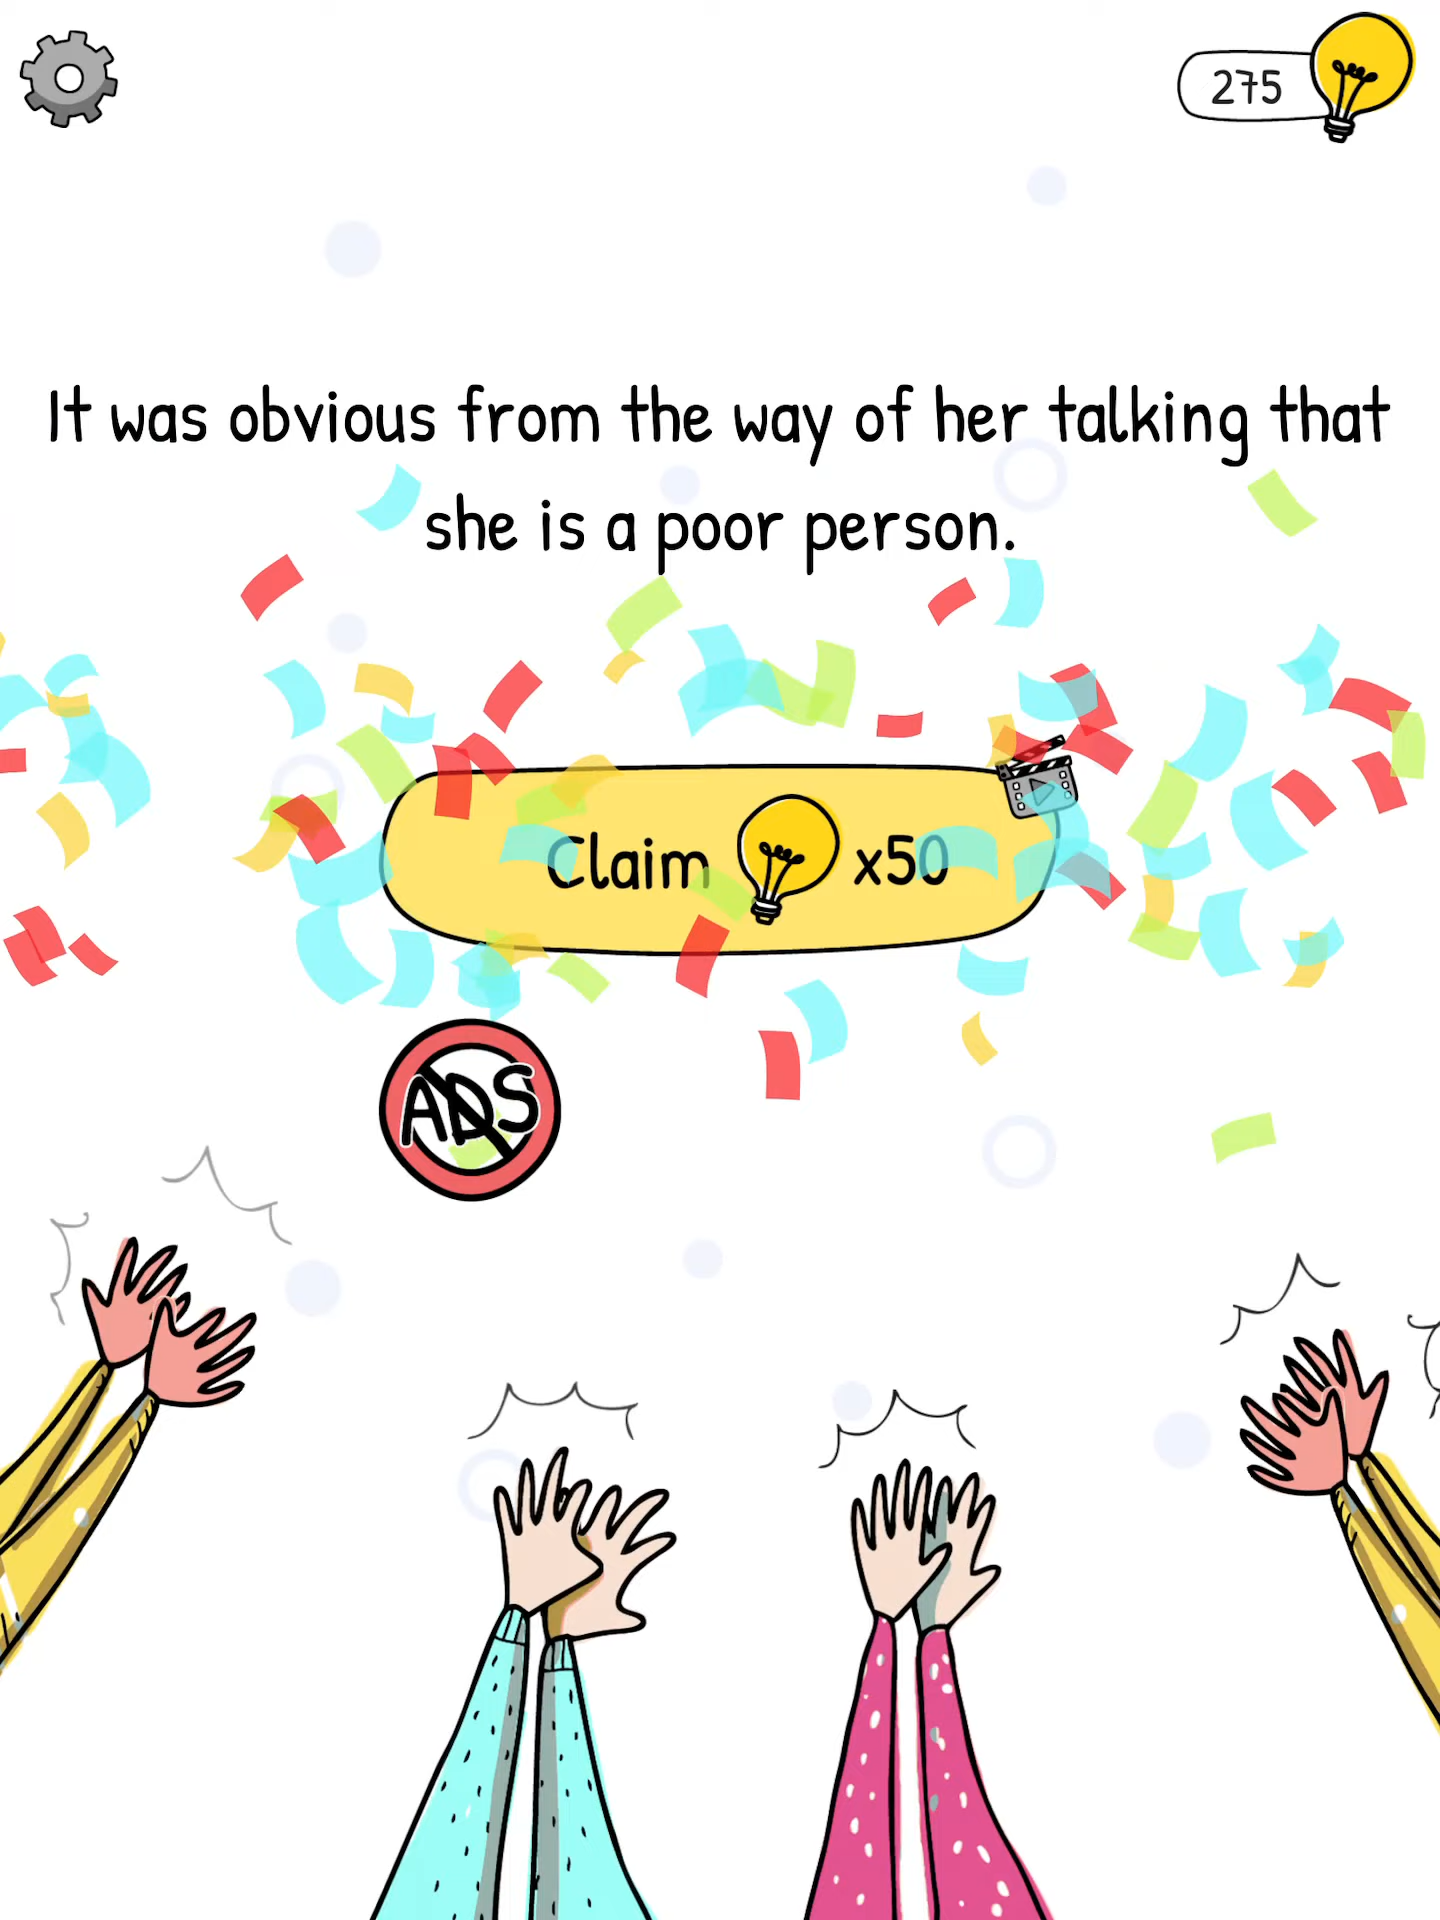 275
It was obvious from the way of her talking that
she is a poor person.
Claim x50
ADS